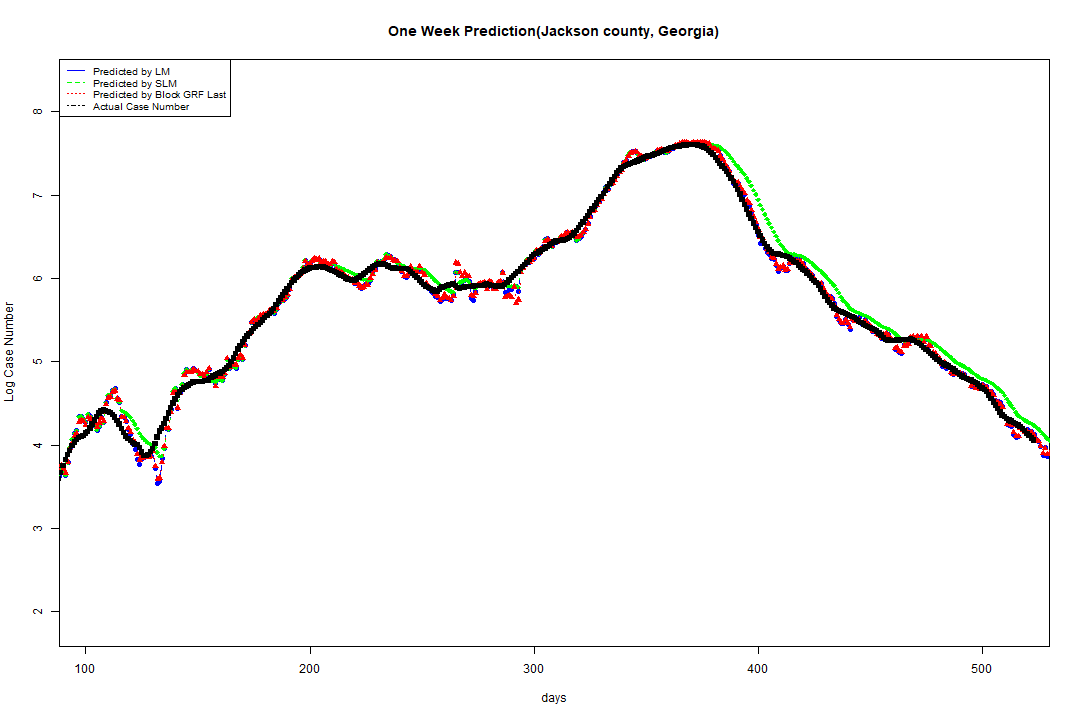 One Week Prediction(Jackson county, Georgia)
Predicted by LM
Predicted by SLM
Predicted by Block GRF Last
Actual Case Number
8
7
6
5
4
3
2
Log Case Number
100 200 300 400 500
days